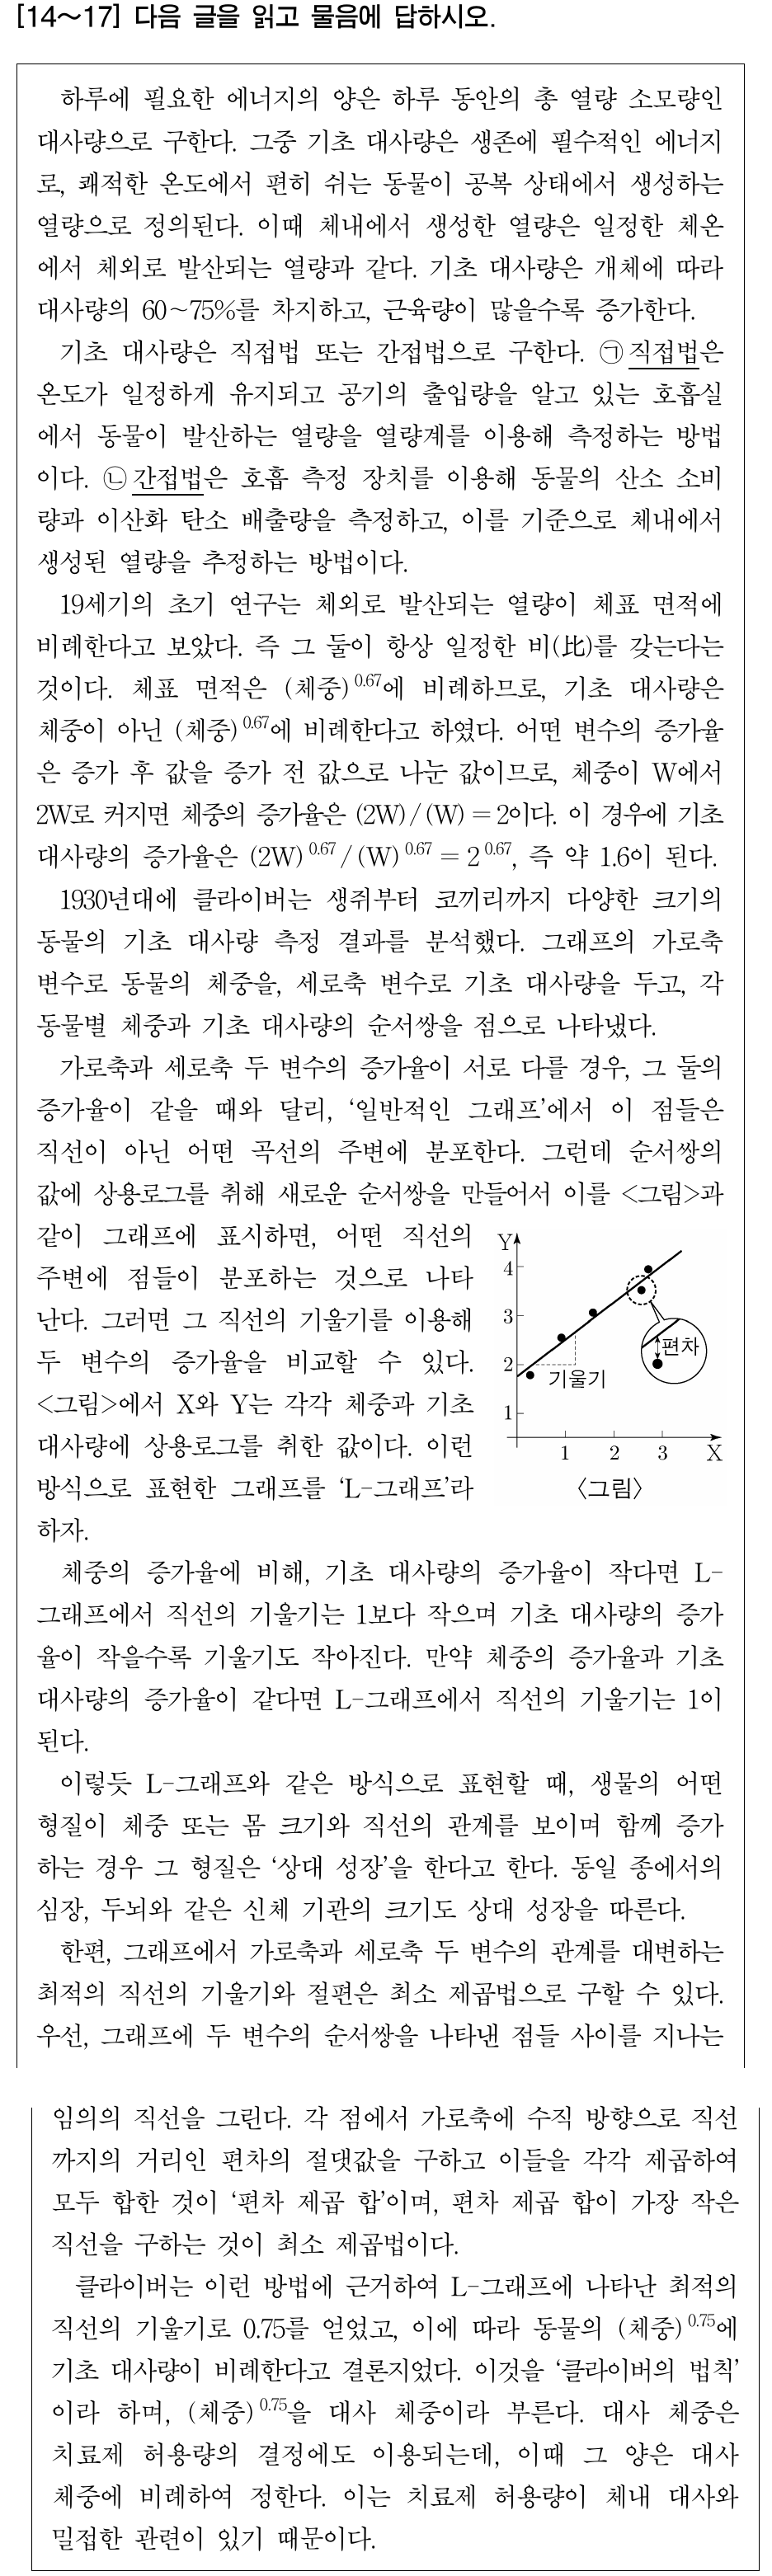 [14~17] 다음 글을 읽고 물음에 답하시오.
하루에 필요한 에너지의 양은 하루 동안의 총 열량 소모량인
대사량으로 구한다. 그중 기초 대사량은 생존에 필수적인 에너지
로, 쾌적한 온도에서 편히 쉬는 동물이 공복 상태에서 생성하는
열량으로 정의된다. 이때 체내에서 생성한 열량은 일정한 체온
에서 체외로 발산되는 열량과 같다. 기초 대사량은 개체에 따라
대사량의 60~75%를 차지하고, 근육량이 많을수록 증가한다.
기초 대사량은 직접법 또는 간접법으로 구한다. ㉠직접법은
온도가 일정하게 유지되고 공기의 출입량을 알고 있는 호흡실
에서 동물이 발산하는 열량을 열량계를 이용해 측정하는 방법
이다. ㉡간접법은 호흡 측정 장치를 이용해 동물의 산소 소비
량과 이산화 탄소 배출량을 측정하고, 이를 기준으로 체내에서
생성된 열량을 추정하는 방법이다.
19세기의 초기 연구는 체외로 발산되는 열량이 체표 면적에
비례한다고 보았다. 즉 그 둘이 항상 일정한 비(比)를 갖는다는
것이다. 체표 면적은 (체중)^0.67에 비례하므로, 기초 대사량은
체중이 아닌 (체중)^0.67에 비례한다고 하였다. 어떤 변수의 증가율
은 증가 후 값을 증가 전 값으로 나눈 값이므로, 체중이 W에서
2W로 커지면 체중의 증가율은 (2W)/(W)=2이다. 이 경우에 기초
대사량의 증가율은 (2W)^0.67/(W)^0.67=2^0.67, 즉 약 1.6이 된다.
1930년대에 클라이버는 생쥐부터 코끼리까지 다양한 크기의
동물의 기초 대사량 측정 결과를 분석했다. 그래프의 가로축
변수로 동물의 체중을, 세로축 변수로 기초 대사량을 두고, 각
동물별 체중과 기초 대사량의 순서쌍을 점으로 나타냈다.
가로축과 세로축 두 변수의 증가율이 서로 다를 경우, 그 둘의
증가율이 같을 때와 달리, ‘일반적인 그래프’에서 이 점들은
직선이 아닌 어떤 곡선의 주변에 분포한다. 그런데 순서쌍의
값에 상용로그를 취해 새로운 순서쌍을 만들어서 이를 <그림>과
같이 그래프에 표시하면, 어떤 직선의
주변에 점들이 분포하는 것으로 나타
난다. 그러면 그 직선의 기울기를 이용해
두 변수의 증가율을 비교할 수 있다.
<그림>에서 X와 Y는 각각 체중과 기초
대사량에 상용로그를 취한 값이다. 이런
방식으로 표현한 그래프를 ‘L-그래프’라
하자.
Y
4
3
2
1
편차
기울기
1 2 3 X
〈그림〉
체중의 증가율에 비해, 기초 대사량의 증가율이 작다면 L-
그래프에서 직선의 기울기는 1보다 작으며 기초 대사량의 증가
율이 작을수록 기울기도 작아진다. 만약 체중의 증가율과 기초
대사량의 증가율이 같다면 L-그래프에서 직선의 기울기는 1이
된다.
이렇듯 L-그래프와 같은 방식으로 표현할 때, 생물의 어떤
형질이 체중 또는 몸 크기와 직선의 관계를 보이며 함께 증가
하는 경우 그 형질은 ‘상대 성장’을 한다고 한다. 동일 종에서의
심장, 두뇌와 같은 신체 기관의 크기도 상대 성장을 따른다.
한편, 그래프에서 가로축과 세로축 두 변수의 관계를 대변하는
최적의 직선의 기울기와 절편은 최소 제곱법으로 구할 수 있다.
우선, 그래프에 두 변수의 순서쌍을 나타낸 점들 사이를 지나는
임의의 직선을 그린다. 각 점에서 가로축에 수직 방향으로 직선
까지의 거리인 편차의 절댓값을 구하고 이들을 각각 제곱하여
모두 합한 것이 ‘편차 제곱 합’이며, 편차 제곱 합이 가장 작은
직선을 구하는 것이 최소 제곱법이다.
클라이버는 이런 방법에 근거하여 L-그래프에 나타난 최적의
직선의 기울기로 0.75를 얻었고, 이에 따라 동물의 (체중)^0.75에
기초 대사량이 비례한다고 결론지었다. 이것을 ‘클라이버의 법칙’
이라 하며, (체중)^0.75을 대사 체중이라 부른다. 대사 체중은
치료제 허용량의 결정에도 이용되는데, 이때 그 양은 대사
체중에 비례하여 정한다. 이는 치료제 허용량이 체내 대사와
밀접한 관련이 있기 때문이다.